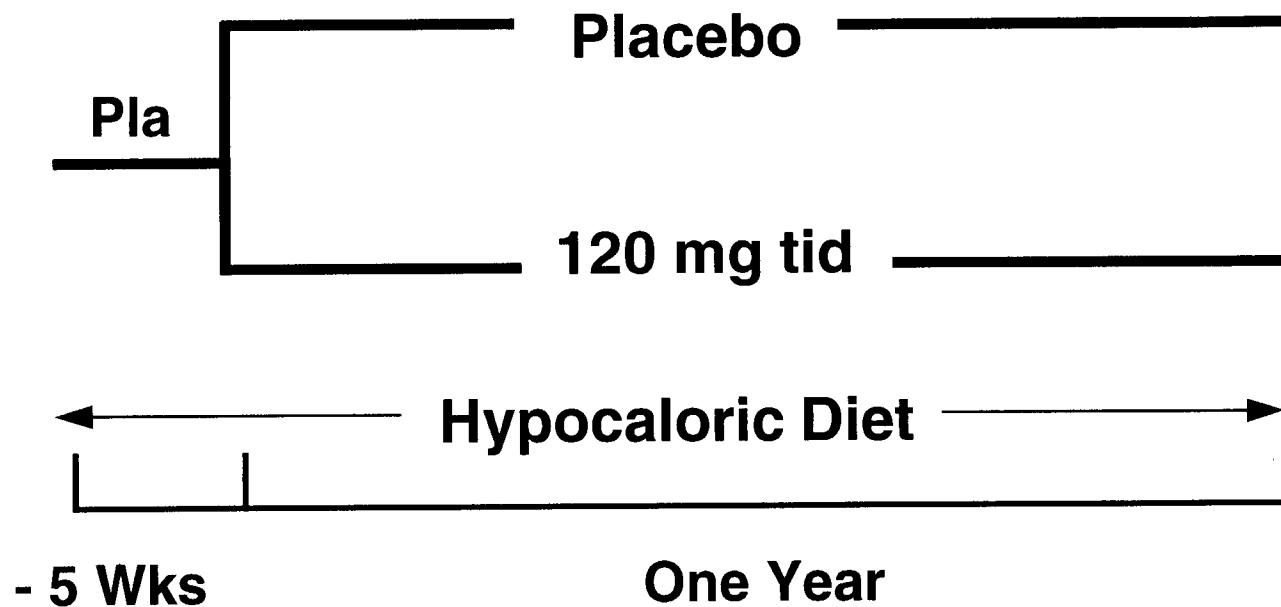 Placebo
Pla
120 mg tid
Hypocaloric Diet
- 5 Wks
One Year